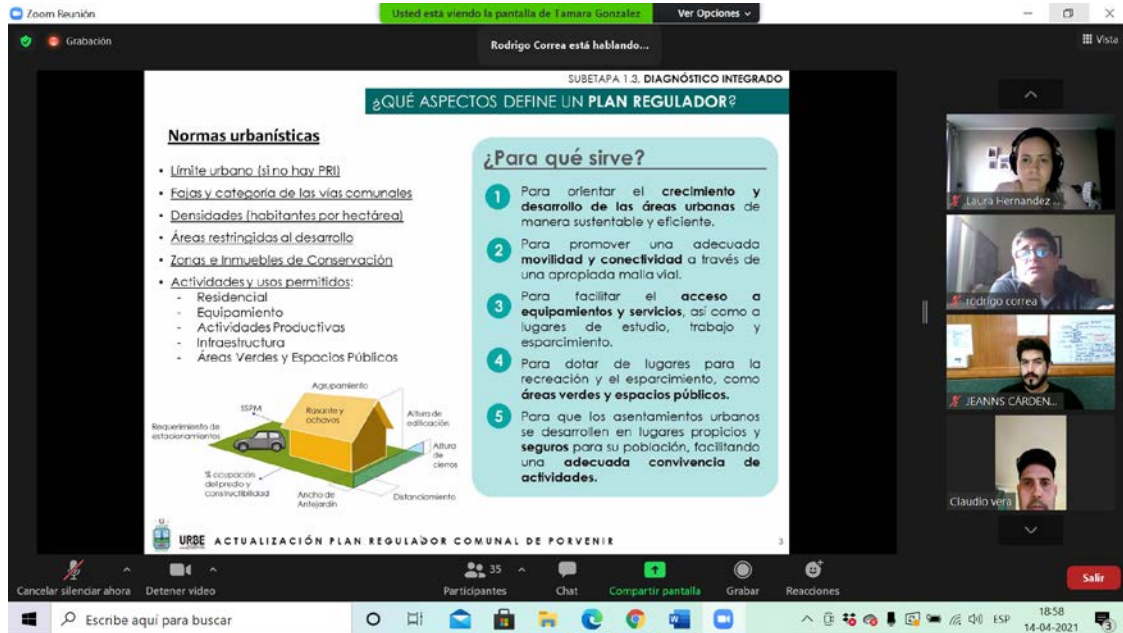 Zoom Reunión
Usted está viendo la pantalla de Tamara Gonzalez
Ver Opciones
Grabación
Rodrigo Correa está hablando...
Vista
SUBETAPA 1.3, DIAGNÓSTICO INTEGRADO
¿QUÉ ASPECTOS DEFINE UN PLAN REGULADOR?
Normas urbanísticas
• Límite urbano (si no hay PRI)
• Fajas y categoría de las vías comunales
• Densidades (habitantes por hectárea)
• Áreas restringidas al desarrollo
• Zonas e Inmuebles de Conservación
• Actividades y usos permitidos:
- Residencial
- Equipamiento
- Actividades Productivas
- Infraestructura
- Áreas Verdes y Espacios Públicos
Agrupamiento
SSPM
Rasante y
ochavos
Altura de
edificación
Requerimiento de
estacionamientos
Altura
de
cierros
% ocupación
del predio y
constructibilidad
Ancho de
Antejardín
Distanciamiento
¿Para qué sirve?
1 Para orientar el crecimiento y
desarrollo de las áreas urbanas de
manera sustentable y eficiente.
2 Para promover una adecuada
movilidad y conectividad a través de
una apropiada malla vial.
3 Para facilitar el acceso a
equipamientos y servicios, así como a
lugares de estudio, trabajo y
esparcimiento.
4 Para dotar de lugares para la
recreación y el esparcimiento, como
áreas verdes y espacios públicos.
5 Para que los asentamientos urbanos
se desarrollen en lugares propicios y
seguros para su población, facilitando
una adecuada convivencia de
actividades.
URBE ACTUALIZACIÓN PLAN REGULADOR COMUNAL DE PORVENIR
3
Laura Hernandez ...
rodrigo correa
JEANNS CÁRDEN...
Claudio vera
Cancelar silenciar ahora
Detener video
35
Participantes
Chat
Compartir pantalla
Grabar
Reacciones
Salir
Escribe aquí para buscar
ESP
18:58
14-04-2021
3